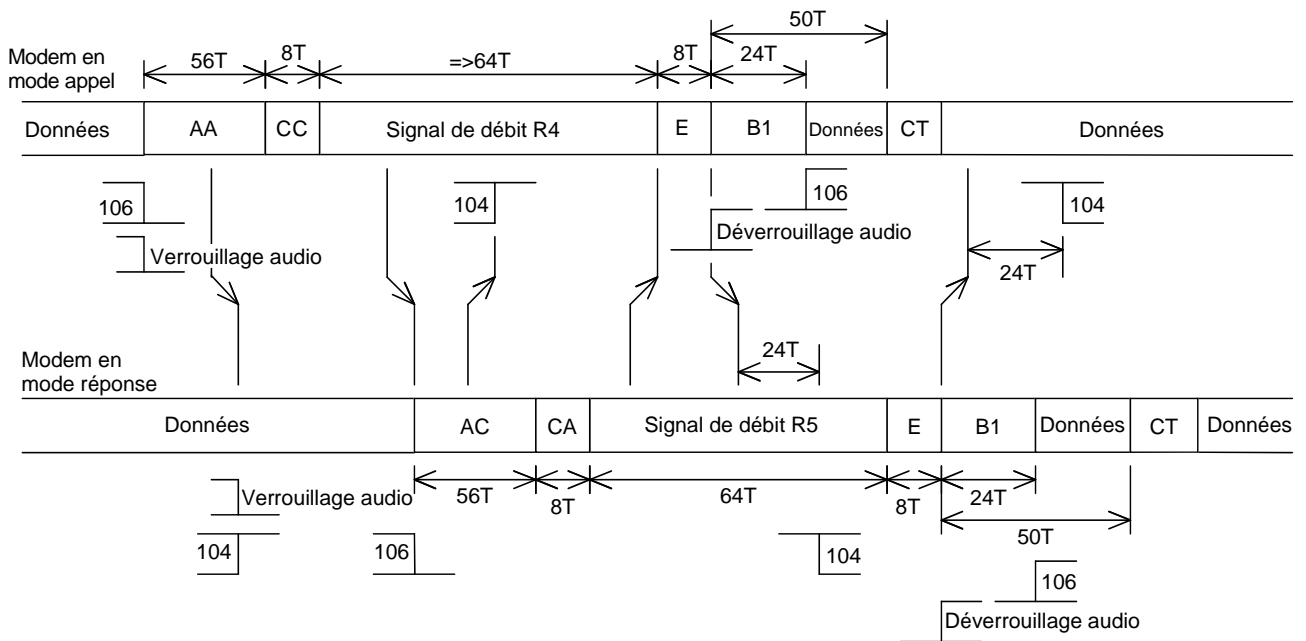 50T
Modem en
mode appel
56T
8T
=>64T
8T
24T
Données
AA
CC
Signal de débit R4
E
B1
Données
CT
Données
106
104
106
104
Verrouillage audio
Déverrouillage audio
24T
24T
Modem en
mode réponse
Données
AC
CA
Signal de débit R5
E
B1
Données
CT
Données
Verrouillage audio
56T
8T
64T
8T
24T
50T
104
106
104
106
Déverrouillage audio